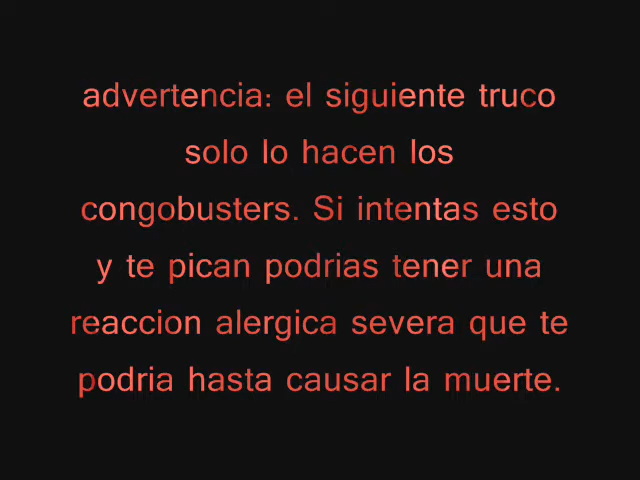 advertencia: el siguiente truco
solo lo hacen los
congobusters. Si intentas esto
y te pican podrias tener una
reaccion alergica severa que te
podria hasta causar la muerte.